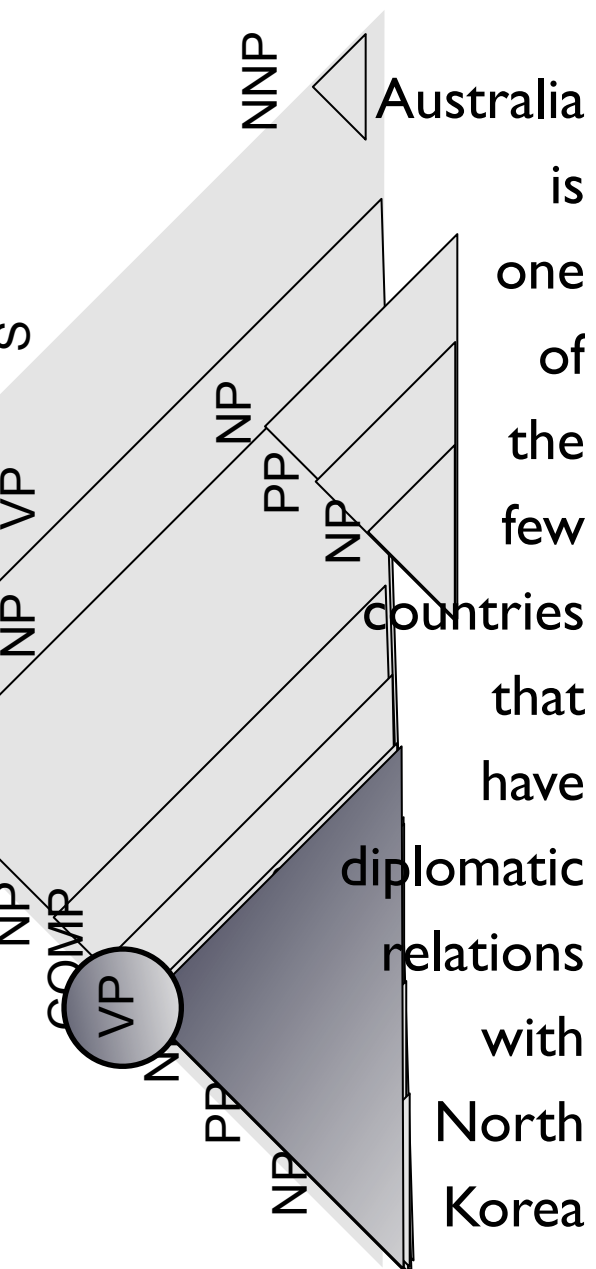 NNP
Australia
is
one
of
the
few
countries
that
have
diplomatic
relations
with
North
Korea
S
VP
NP
NP
PP
NP
NP
COMP
VP
PP
NP